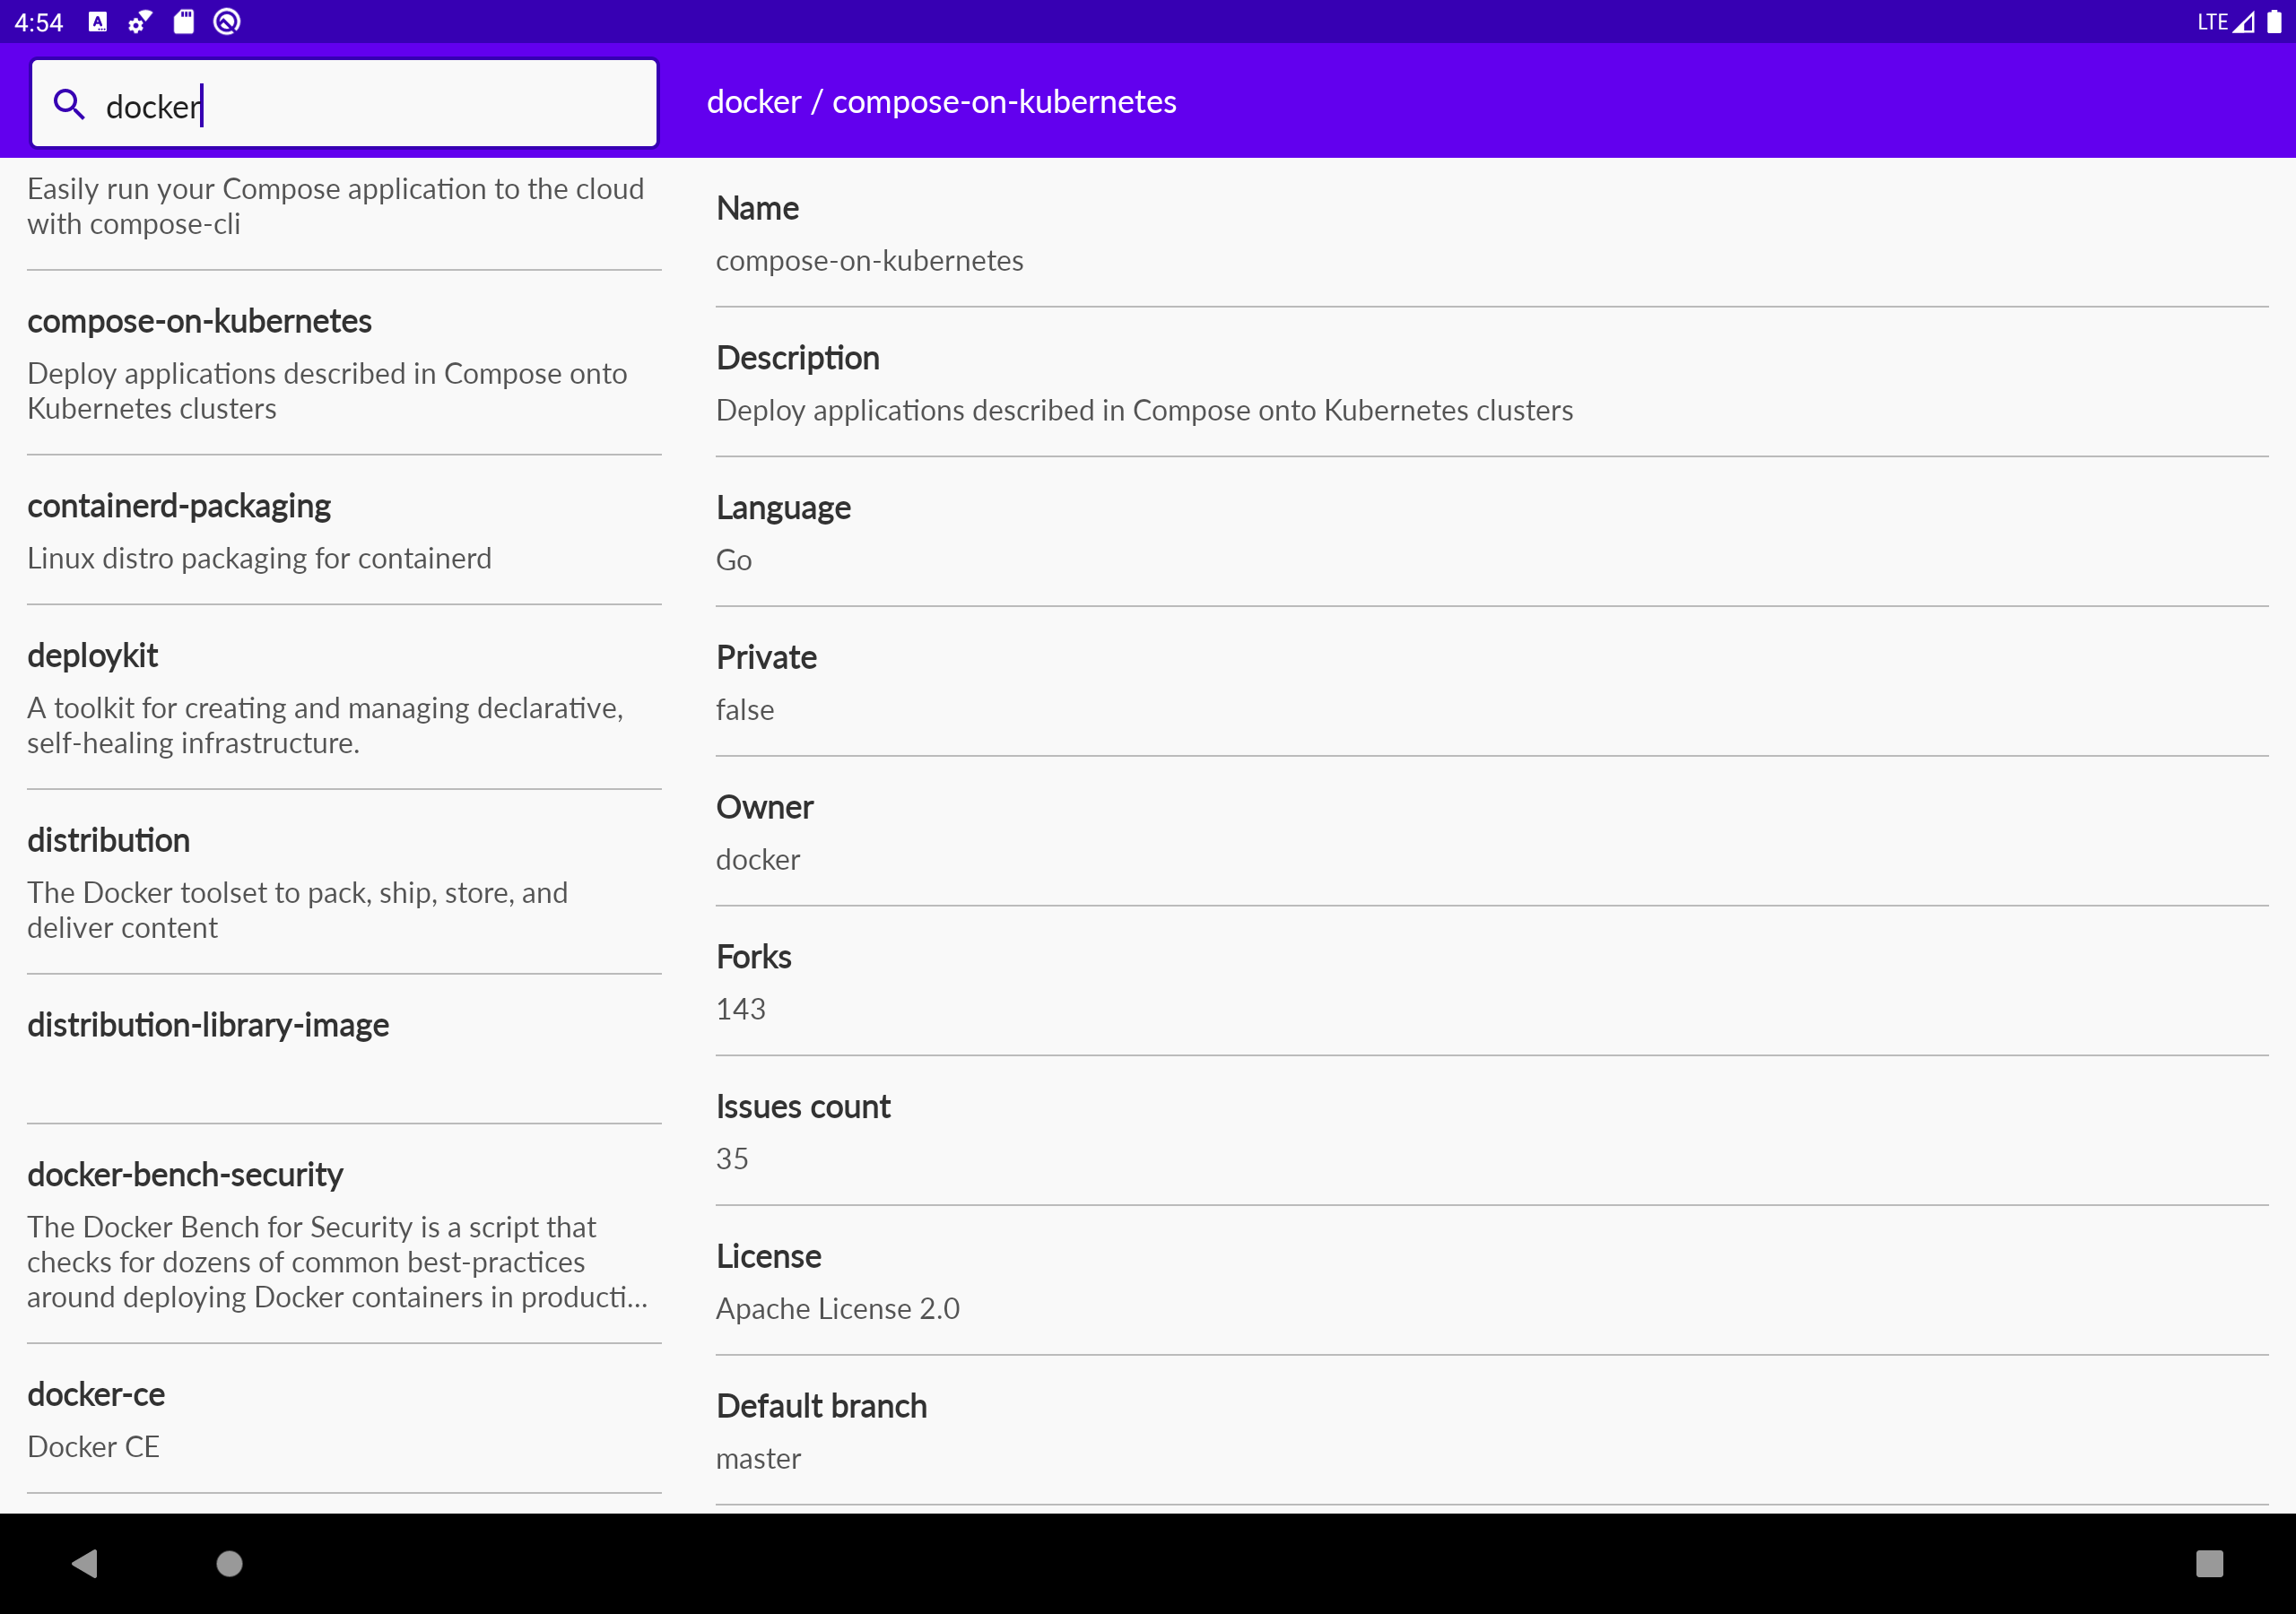 4:54
LTE
docker
docker / compose-on-kubernetes
Easily run your Compose application to the cloud
with compose-cli
compose-on-kubernetes
Deploy applications described in Compose onto
Kubernetes clusters
containerd-packaging
Linux distro packaging for containerd
deploykit
A toolkit for creating and managing declarative,
self-healing infrastructure.
distribution
The Docker toolset to pack, ship, store, and
deliver content
distribution-library-image
docker-bench-security
The Docker Bench for Security is a script that
checks for dozens of common best-practices
around deploying Docker containers in producti...
docker-ce
Docker CE
Name
compose-on-kubernetes
Description
Deploy applications described in Compose onto Kubernetes clusters
Language
Go
Private
false
Owner
docker
Forks
143
Issues count
35
License
Apache License 2.0
Default branch
master